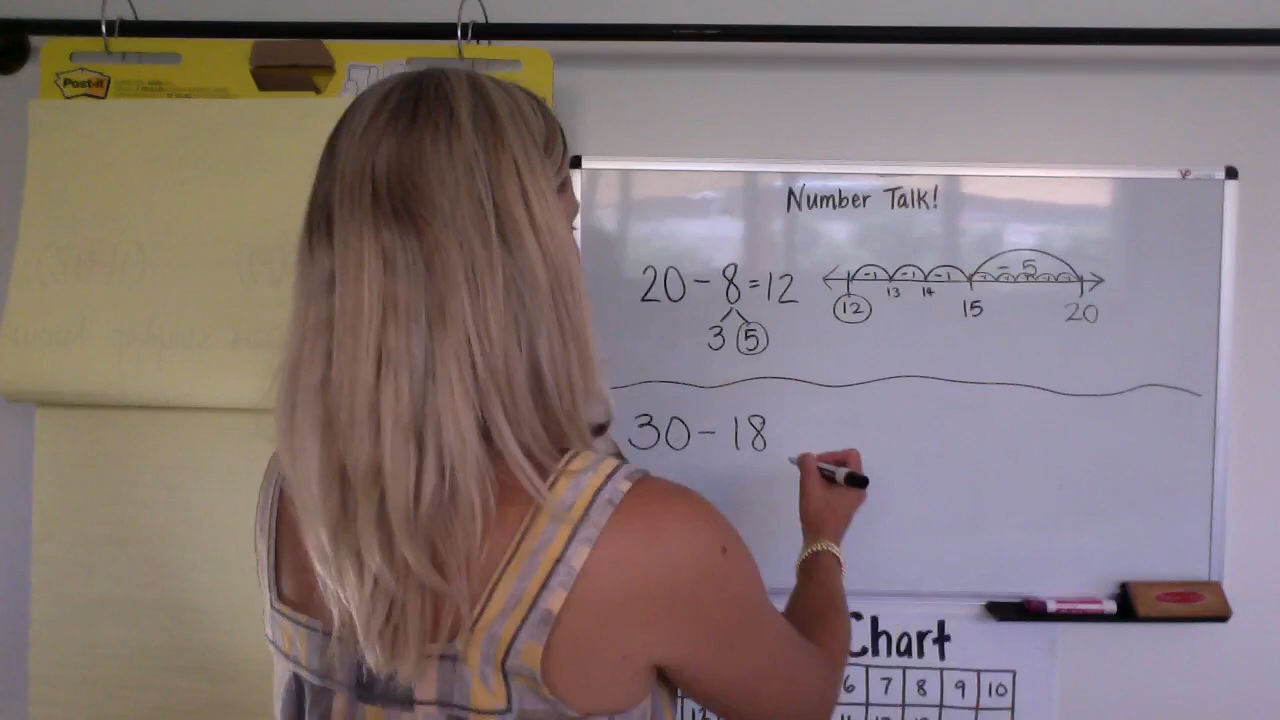 Post-it
Number Talk!
20 - 8 = 12
3 5
-1 -1 -1 -5
12 13 14 15 20
30 - 18
Chart
6 7 8 9 10